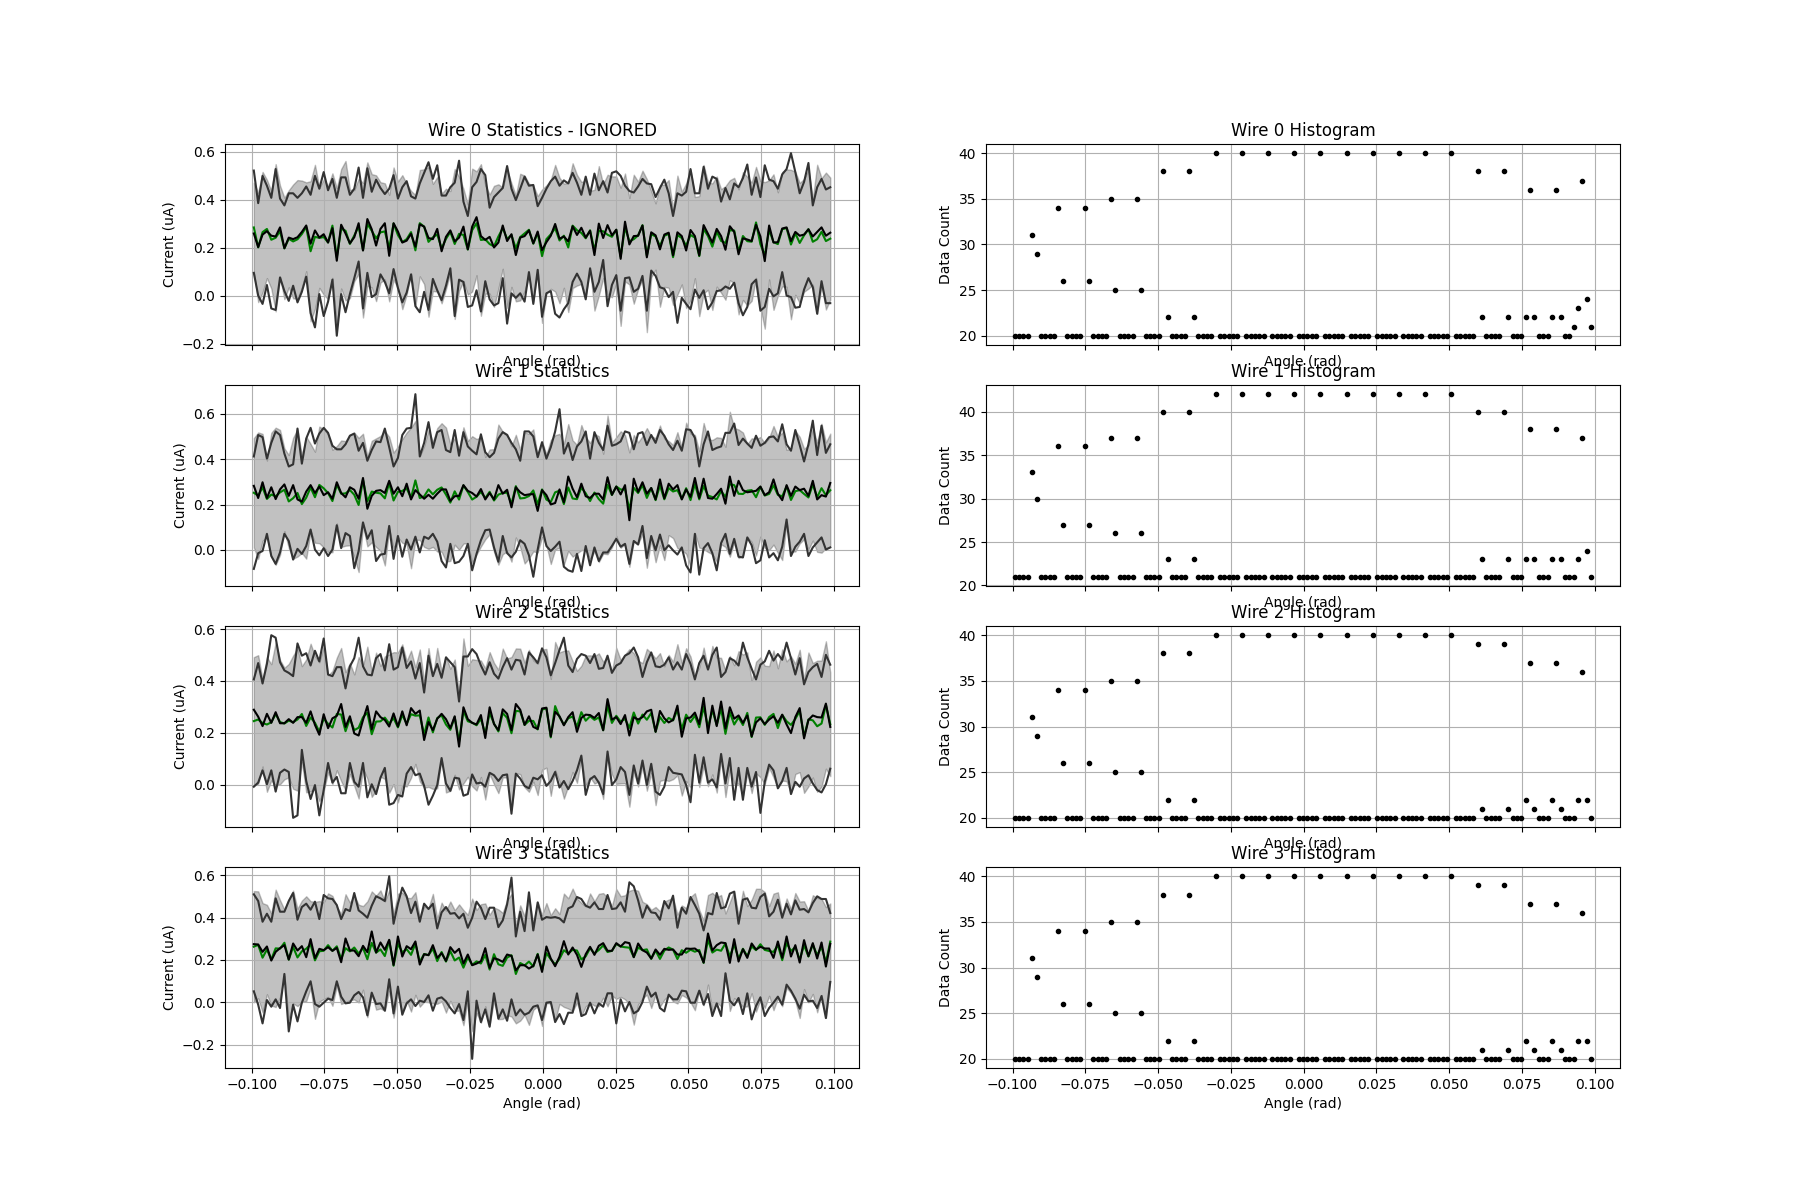 Wire 0 Statistics - IGNORED
Current (uA)
0.6
0.4
0.2
0.0
−0.2
Angle (rad)
Wire 0 Histogram
Data Count
40
35
30
25
20
Angle (rad)
Wire 1 Statistics
Current (uA)
0.6
0.4
0.2
0.0
Angle (rad)
Wire 1 Histogram
Data Count
40
35
30
25
20
Angle (rad)
Wire 2 Statistics
Current (uA)
0.6
0.4
0.2
0.0
Angle (rad)
Wire 2 Histogram
Data Count
40
35
30
25
20
Angle (rad)
Wire 3 Statistics
Current (uA)
0.6
0.4
0.2
0.0
−0.2
−0.100 −0.075 −0.050 −0.025 0.000 0.025 0.050 0.075 0.100
Angle (rad)
Wire 3 Histogram
Data Count
40
35
30
25
20
−0.100 −0.075 −0.050 −0.025 0.000 0.025 0.050 0.075 0.100
Angle (rad)